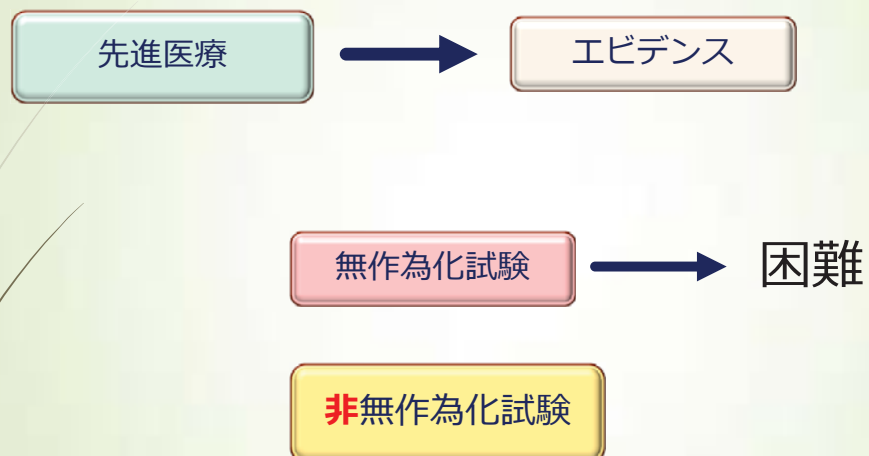 先進医療
エビデンス
無作為化試験
困難
非無作為化試験